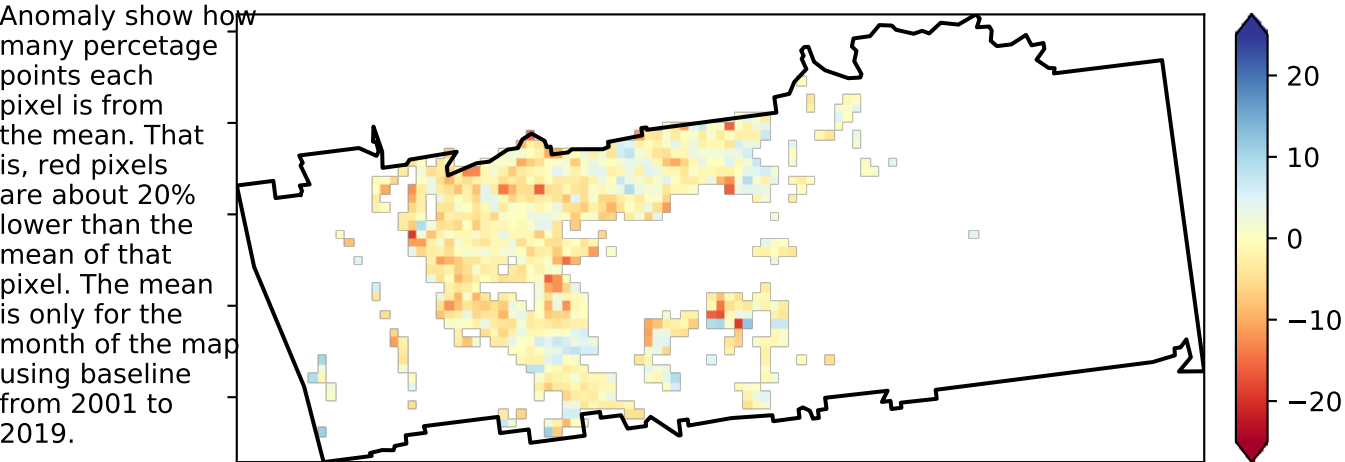 Anomaly show how
many percetage
points each
pixel is from
the mean. That
is, red pixels
are about 20%
lower than the
mean of that
pixel. The mean
is only for the
month of the map
using baseline
from 2001 to
2019.
20
10
0
−10
−20